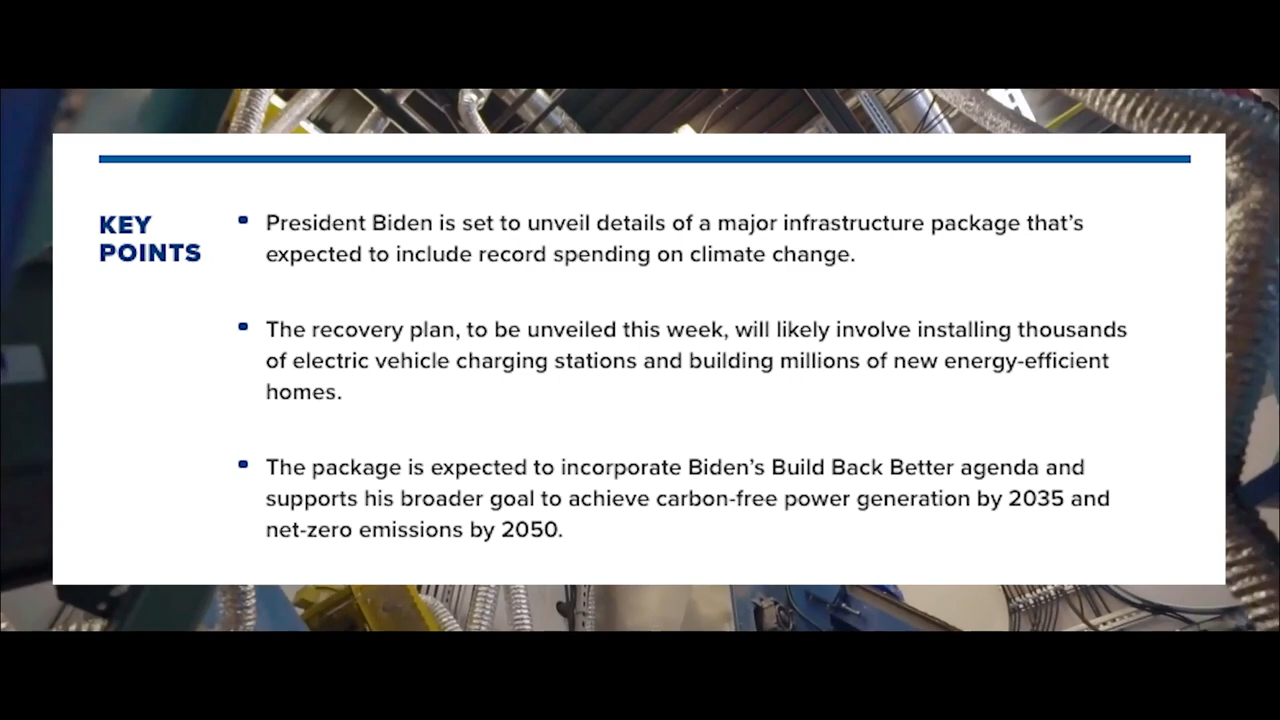 KEY
POINTS
President Biden is set to unveil details of a major infrastructure package that’s
expected to include record spending on climate change.
The recovery plan, to be unveiled this week, will likely involve installing thousands
of electric vehicle charging stations and building millions of new energy-efficient
homes.
The package is expected to incorporate Biden’s Build Back Better agenda and
supports his broader goal to achieve carbon-free power generation by 2035 and
net-zero emissions by 2050.